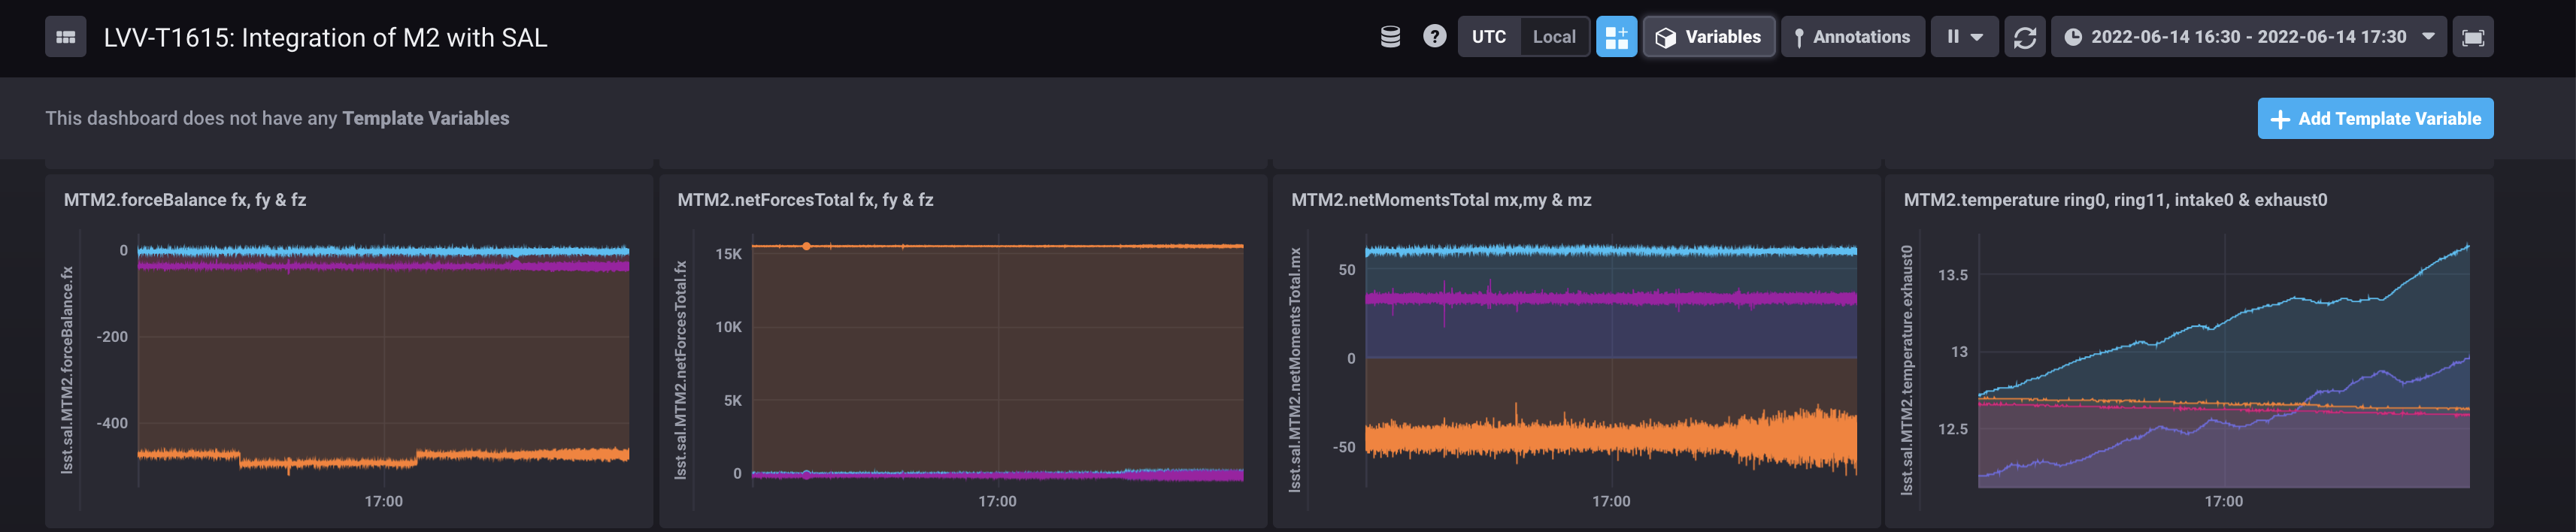 LVV-T1615: Integration of M2 with SAL
? UTC Local Variables Annotations 2022-06-14 16:30 - 2022-06-14 17:30
This dashboard does not have any Template Variables
+ Add Template Variable
MTM2.forceBalance fx, fy & fz
lsst.sal.MTM2.forceBalance.fx
0
-200
-400
17:00
MTM2.netForcesTotal fx, fy & fz
lsst.sal.MTM2.netForcesTotal.fx
15K
10K
5K
0
17:00
MTM2.netMomentsTotal mx,my & mz
lsst.sal.MTM2.netMomentsTotal.mx
50
0
-50
17:00
MTM2.temperature ring0, ring11, intake0 & exhaust0
lsst.sal.MTM2.temperature.exhaust0
13.5
13
12.5
17:00